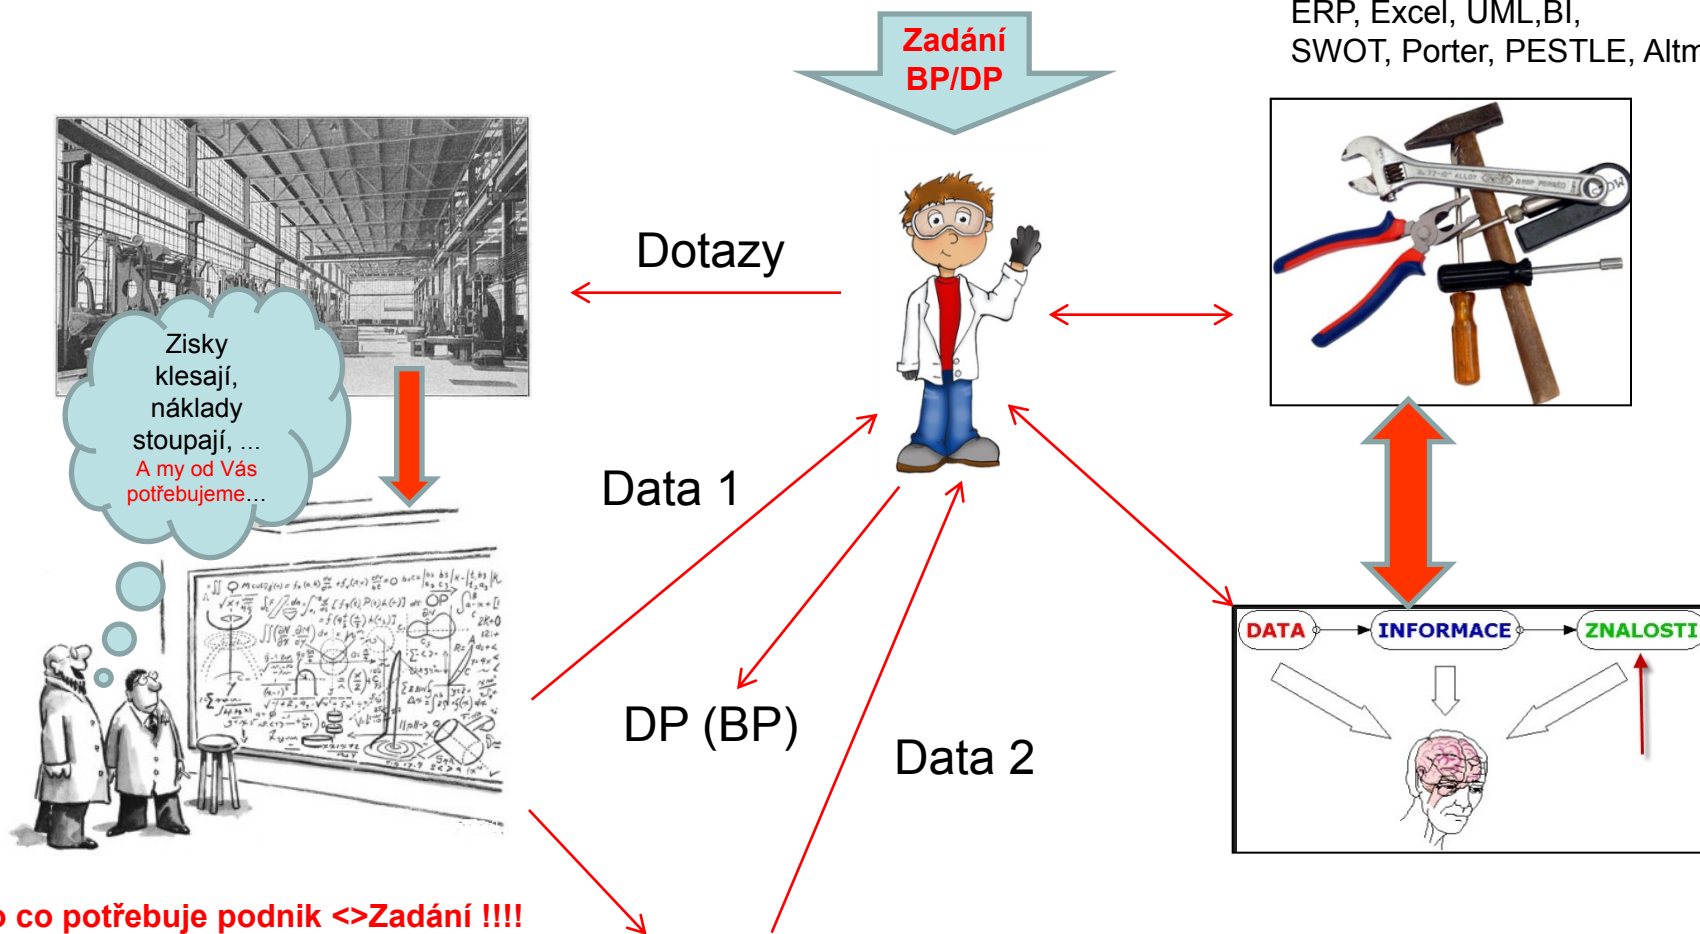 ERP, Excel, UML,BI,
SWOT, Porter, PESTLE,
Zadání
BP/DP
Dotazy
Zisky
klesají,
náklady
stoupají, ...
A my od Vás
potřebujeme...
Data 1
DP (BP)
Data 2
DATA
INFORMACE
ZNALOSTI
co potřebuje podnik <>Zadání !!!!